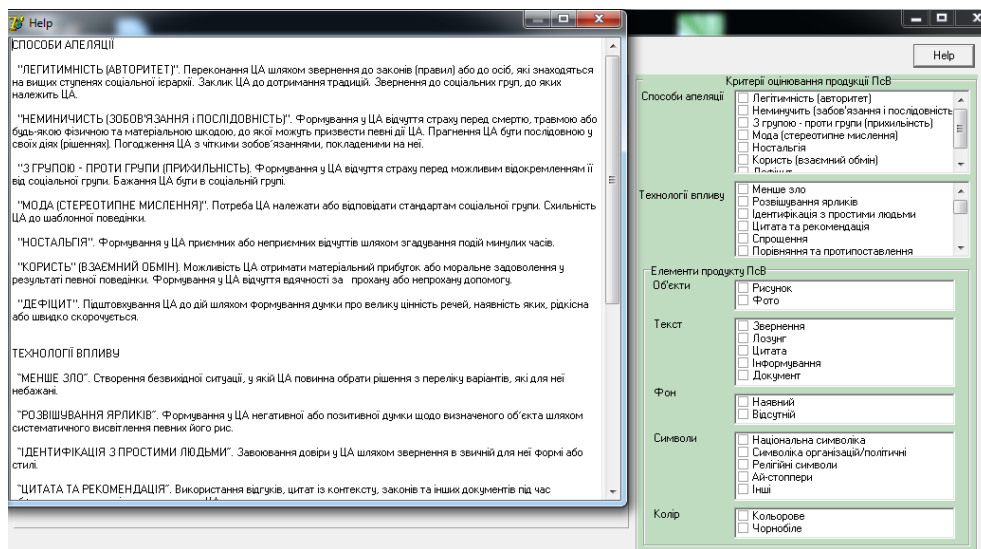 Help
СПОСОБИ АПЕЛЯЦІЇ
"ЛЕГИТИМНІСТЬ (АВТОРИТЕТ)". Переконання ЦА шляхом звернення до законів (правил) або до осіб, які знаходяться
на вищих ступенях соціальної ієрархії. Заклик ЦА до дотримання традицій. Звернення до соціальних груп, до яких
належить ЦА.
"НЕМИНИЧИСТЬ (ЗОБОВ'ЯЗАННЯ і ПОСЛІДОВНІСТЬ)". Формування у ЦА відчуття страху перед смертю, травмою або
будь-якою фізичною та матеріальною шкодою, до якої можуть призвести певні дії ЦА. Прагнення ЦА бути послідовною у
своїх діях (рішеннях). Погодження ЦА з чіткими зобов'язаннями, покладеними на неї.
"З ГРУПОЮ - ПРОТИ ГРУПИ (ПРИХИЛЬНІСТЬ). Формування у ЦА відчуття страху перед можливим відокремленням її
від соціальної групи. Бажання ЦА бути в соціальній групі.
"МОДА (СТЕРЕОТИПНЕ МИСЛЕННЯ)". Потреба ЦА належати або відповідати стандартам соціальної групи. Схильність
ЦА до шаблонної поведінки.
"НОСТАЛЬГІЯ". Формування у ЦА приємних або неприємних відчуттів шляхом згадування подій минулих часів.
"КОРИСТЬ" (ВЗАЄМНИЙ ОБМІН). Можливість ЦА отримати матеріальний прибуток або моральне задоволення у
результаті певної поведінки. Формування у ЦА відчуття вдячності за прохану або непрохану допомогу.
"ДЕФІЦИТ". Підштовхування ЦА до дій шляхом формування думки про велику цінність речей, наявність яких, рідкісна
або швидко скорочується.
ТЕХНОЛОГІЇ ВПЛИВУ
"МЕНШЕ ЗЛО". Створення безвихідної ситуації, у якій ЦА повинна обрати рішення з переліку варіантів, які для неї
небажані.
"РОЗВІШУВАННЯ ЯРЛИКІВ". Формування у ЦА негативної або позитивної думки щодо визначеного об'єкта шляхом
систематичного висвітлення певних його рис.
"ІДЕНТИФІКАЦІЯ З ПРОСТИМИ ЛЮДЬМИ". Завоювання довіри у ЦА шляхом звернення в звичній для неї формі або
стилі.
"ЦИТАТА ТА РЕКОМЕНДАЦІЯ". Використання відгуків, цитат із контексту, законів та інших документів під час
Help
Критерії оцінювання продукції ПсВ
Способи апеляції
Легітимність (авторитет)
Неминучить (забов'язання і послідовність
З групою - проти групи (прихильність)
Мода (стереотипне мислення)
Ностальгія
Користь (взаємний обмін)
Дефіцит
Технології впливу
Менше зло
Розвішування ярликів
Ідентифікація з простими людьми
Цитата та рекомендація
Спрощення
Порівняння та протипоставлення
Елементи продукту ПсВ
Об'єкти
Рисунок
Фото
Текст
Звернення
Лозунг
Цитата
Інформування
Документ
Фон
Наявний
Відсутній
Символи
Національна символіка
Символіка організацій/політичні
Релігійні символи
Ай-стоппери
Інші
Колір
Кольорове
Чорнобіле